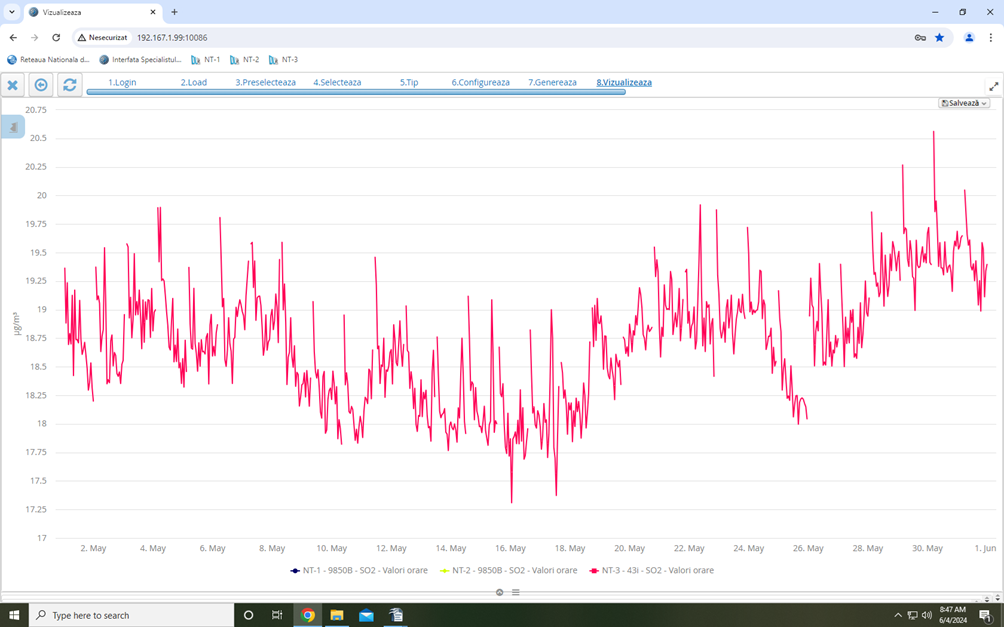 Vizualizeaza
Nesecurizat 192.167.1.99:10086
Reteaua Nationala d... Interfata Specialistul... NT-1 NT-2 NT-3
1.Login 2.Load 3.Preselecteaza 4.Selecteaza 5.Tip 6.Configureaza 7.Genereaza 8.Vizualizeaza
Salvează
20.75
20.5
20.25
20
19.75
19.5
19.25
19
18.75
18.5
18.25
18
17.75
17.5
17.25
17
µg/m³
2. May 4. May 6. May 8. May 10. May 12. May 14. May 16. May 18. May 20. May 22. May 24. May 26. May 28. May 30. May 1. Jun
NT-1 - 9850B - SO2 - Valori orare NT-2 - 9850B - SO2 - Valori orare NT-3 - 43i - SO2 - Valori orare
Type here to search
8:47 AM
6/4/2024
1